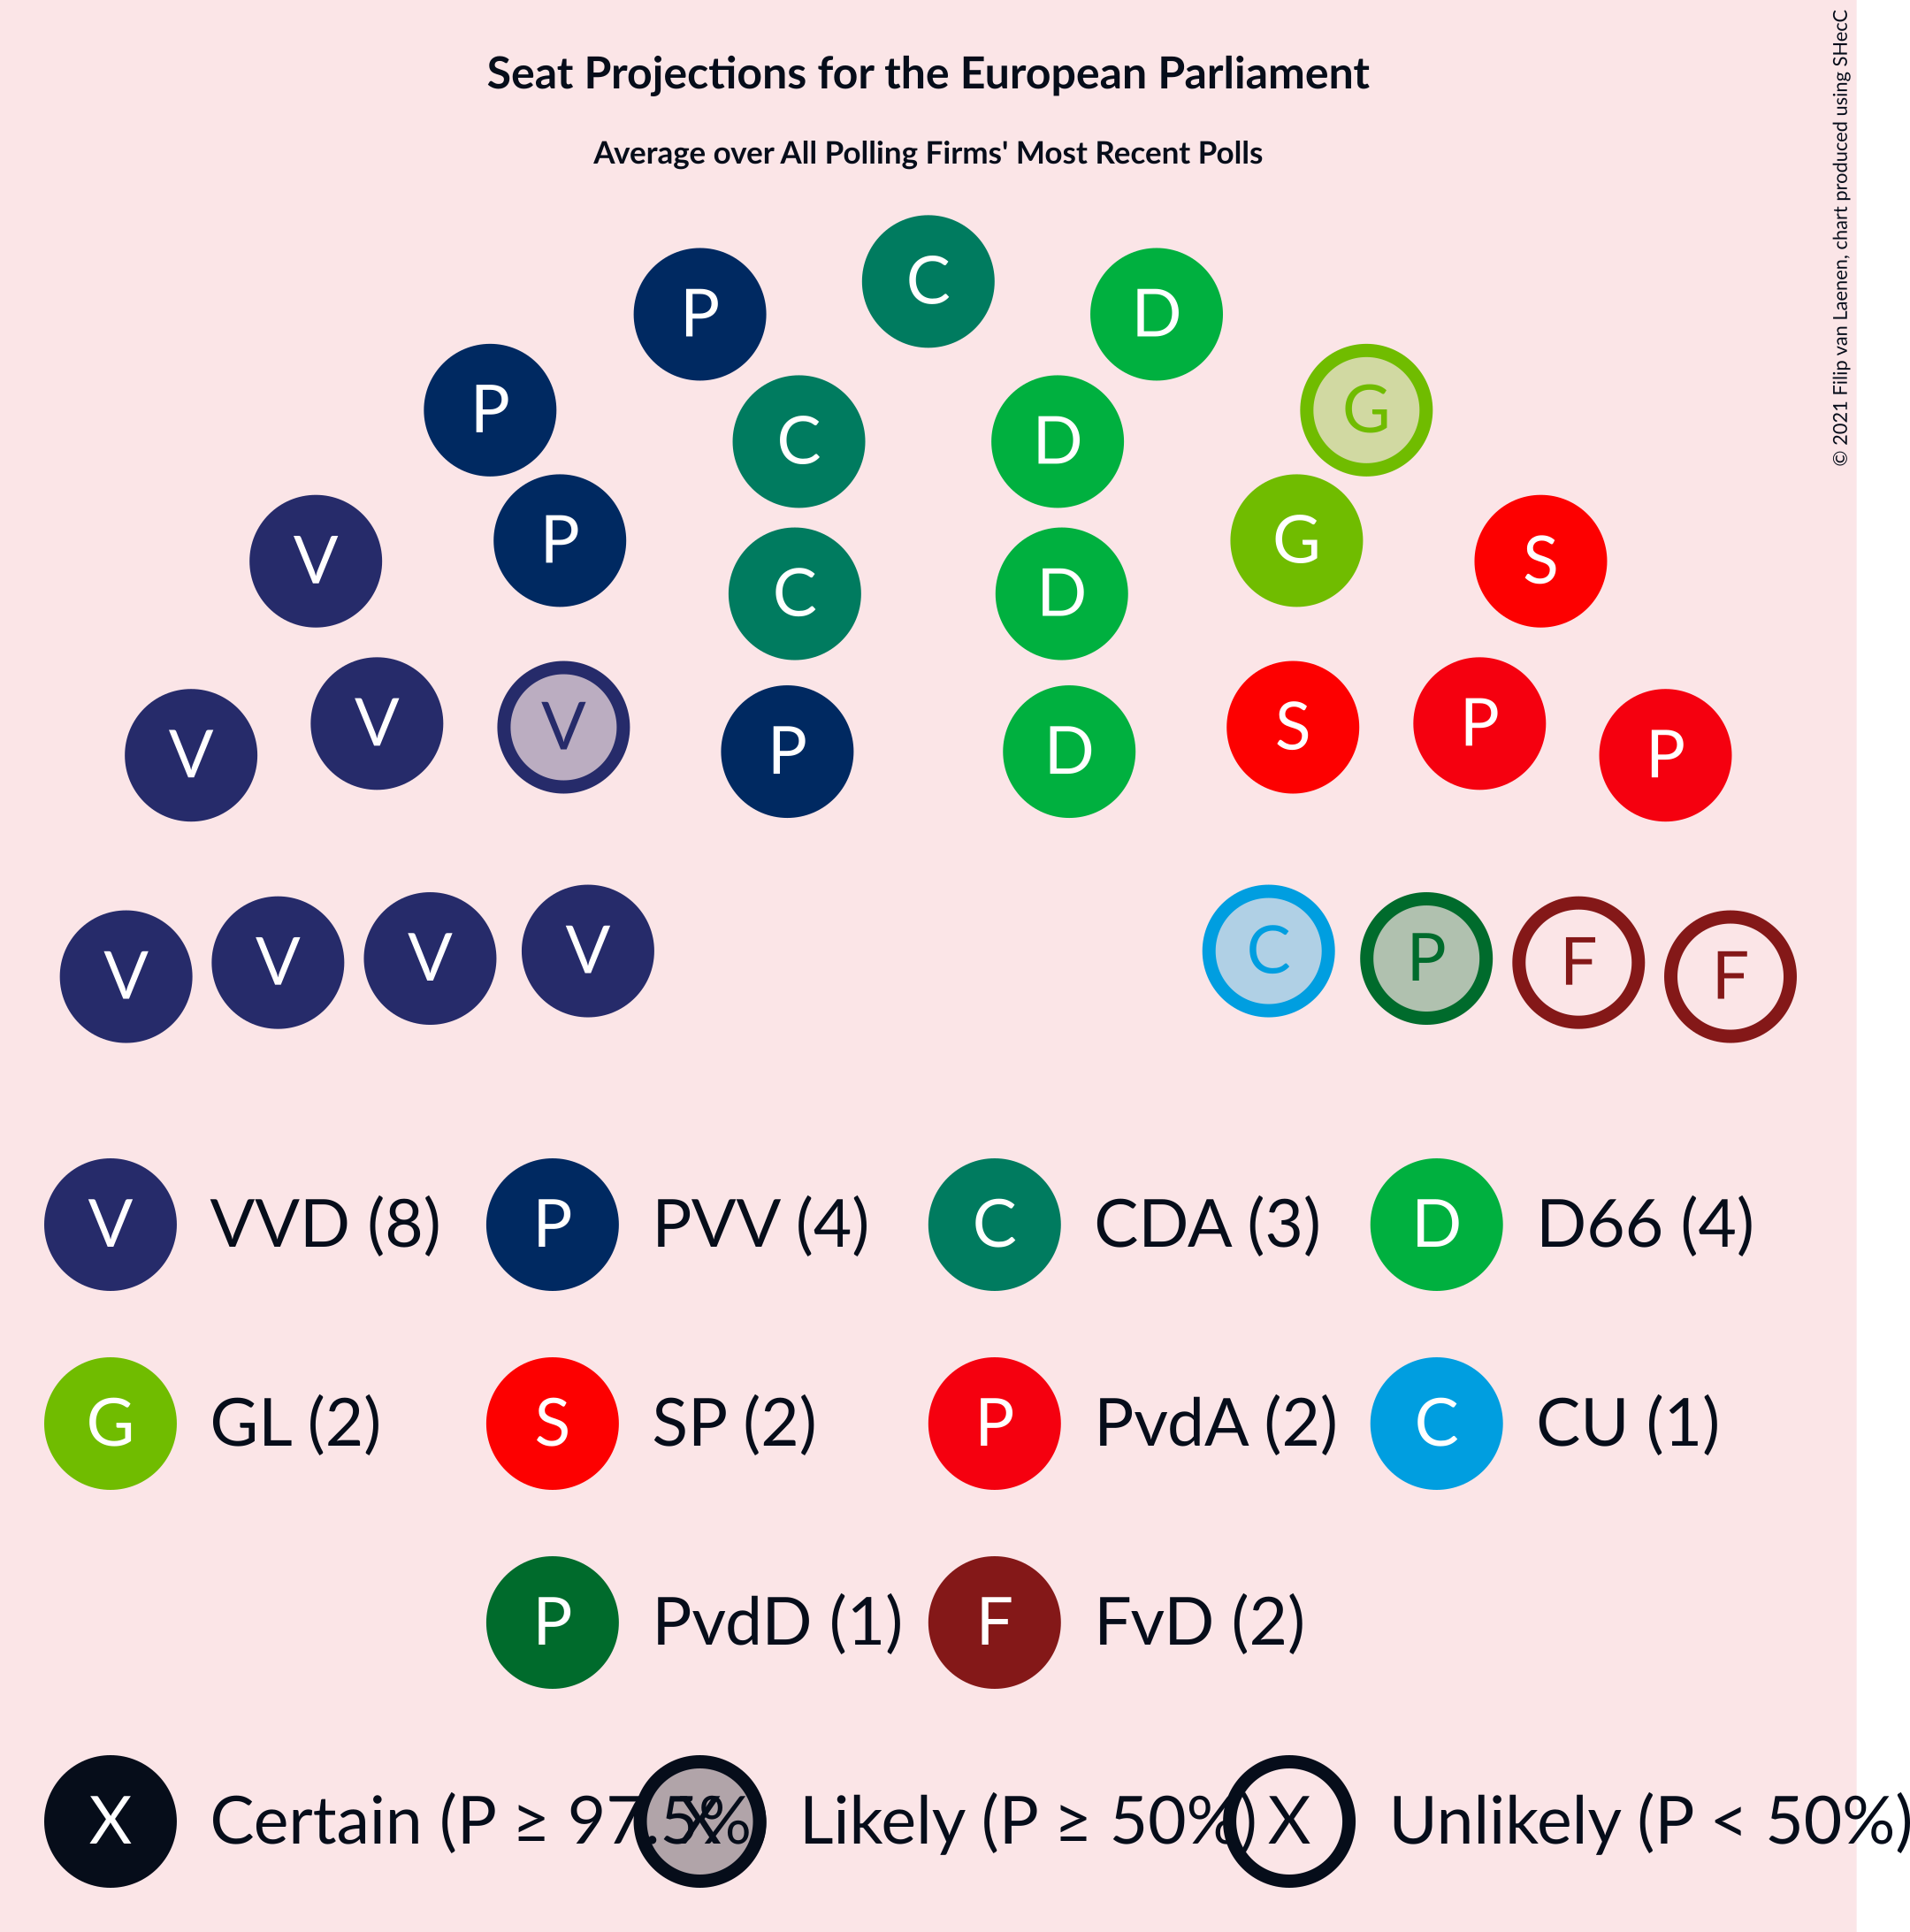 Seat Projections for the European Parliament
Average over All Polling Firms' Most Recent Polls
© 2021 Filip van Laenen, chart produced using SHecC
C
P D
P G
C D
P G
V S
C D
V V V P D S P P
V V V V C P F F
V VVD (8) P PVV (4) C CDA (3) D D66 (4)
G GL (2) S SP (2) P PvdA (2) C CU (1)
P PvdD (1) F FvD (2)
X Certain (P ≥ 97.5% X Likely (P ≥ 50%) X Unlikely (P < 50%)